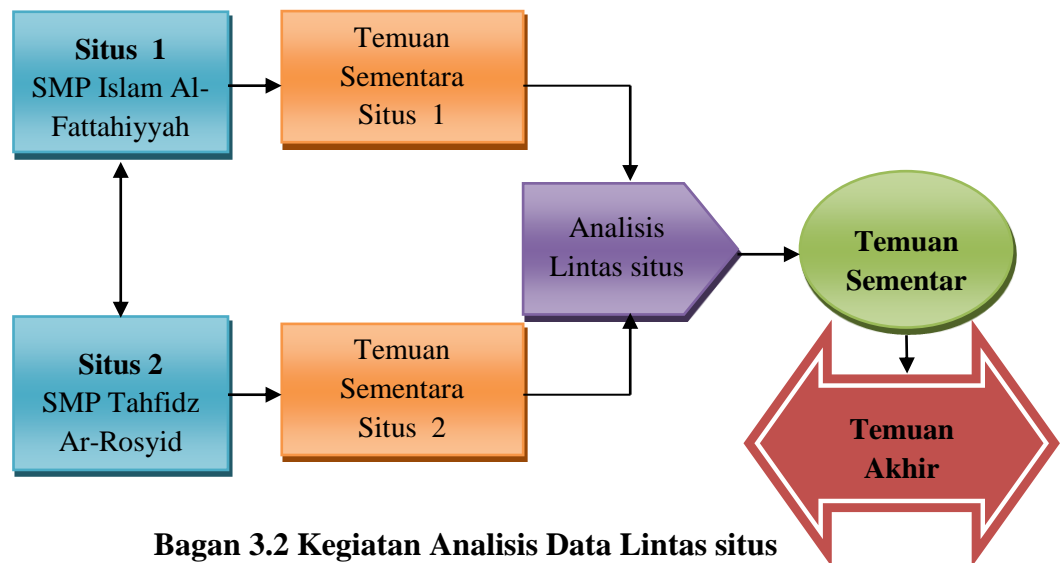 Situs 1
SMP Islam Al-
Fattahiyyah
Temuan
Sementara
Situs 1
Analisis
Lintas situs
Temuan
Sementar
Situs 2
SMP Tahfidz
Ar-Rosyid
Temuan
Sementara
Situs 2
Temuan
Akhir
Bagan 3.2 Kegiatan Analisis Data Lintas situs